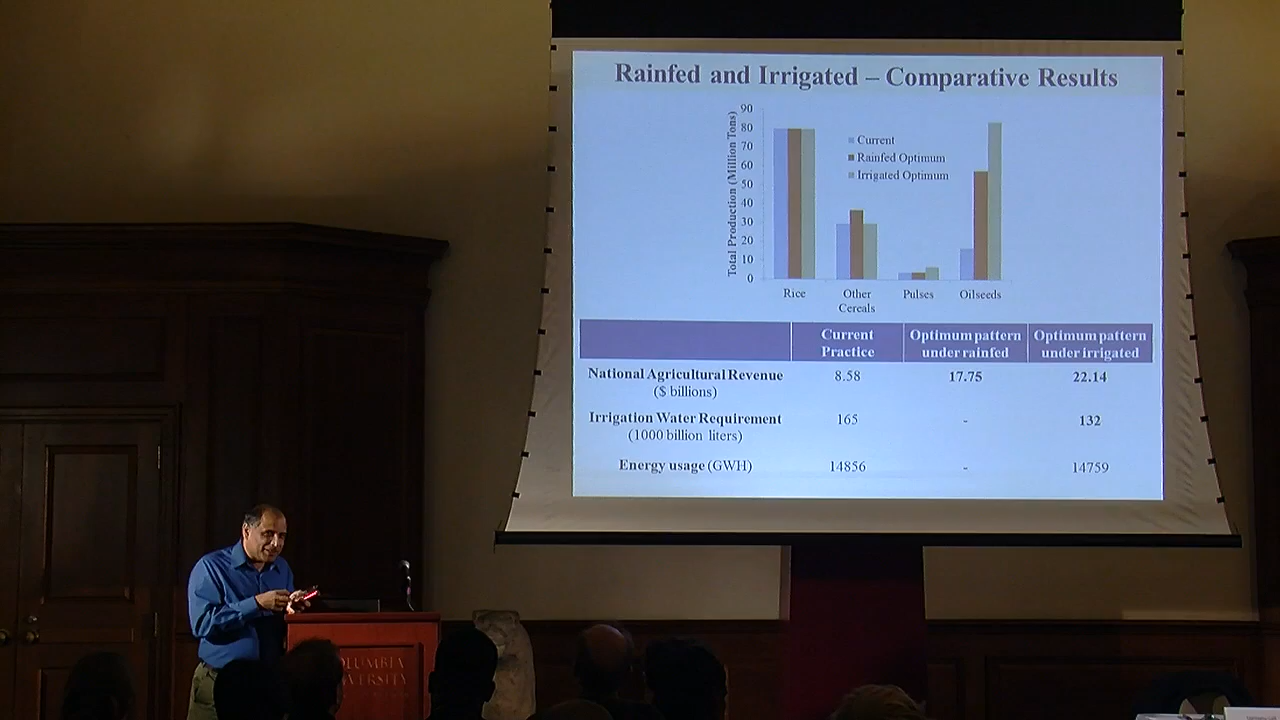 Rainfed and Irrigated – Comparative Results
Total Production (Million Tons)
90
80
70
60
50
40
30
20
10
0
Current
Rainfed Optimum
Irrigated Optimum
Rice
Other
Cereals
Pulses
Oilseeds
Current
Practice
Optimum pattern
under rainfed
Optimum pattern
under irrigated
National Agricultural Revenue
($ billions)
8.58
17.75
22.14
Irrigation Water Requirement
(1000 billion liters)
165
-
132
Energy usage (GWH)
14856
-
14759
OLUMBIA
VERSITY